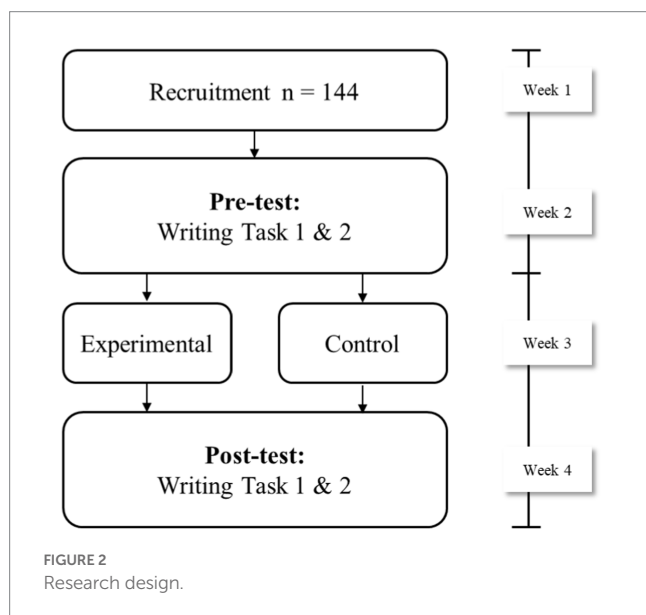 Recruitment n = 144
Week 1
Pre-test:
Writing Task 1 & 2
Week 2
Experimental
Control
Week 3
Post-test:
Writing Task 1 & 2
Week 4
FIGURE 2
Research design.